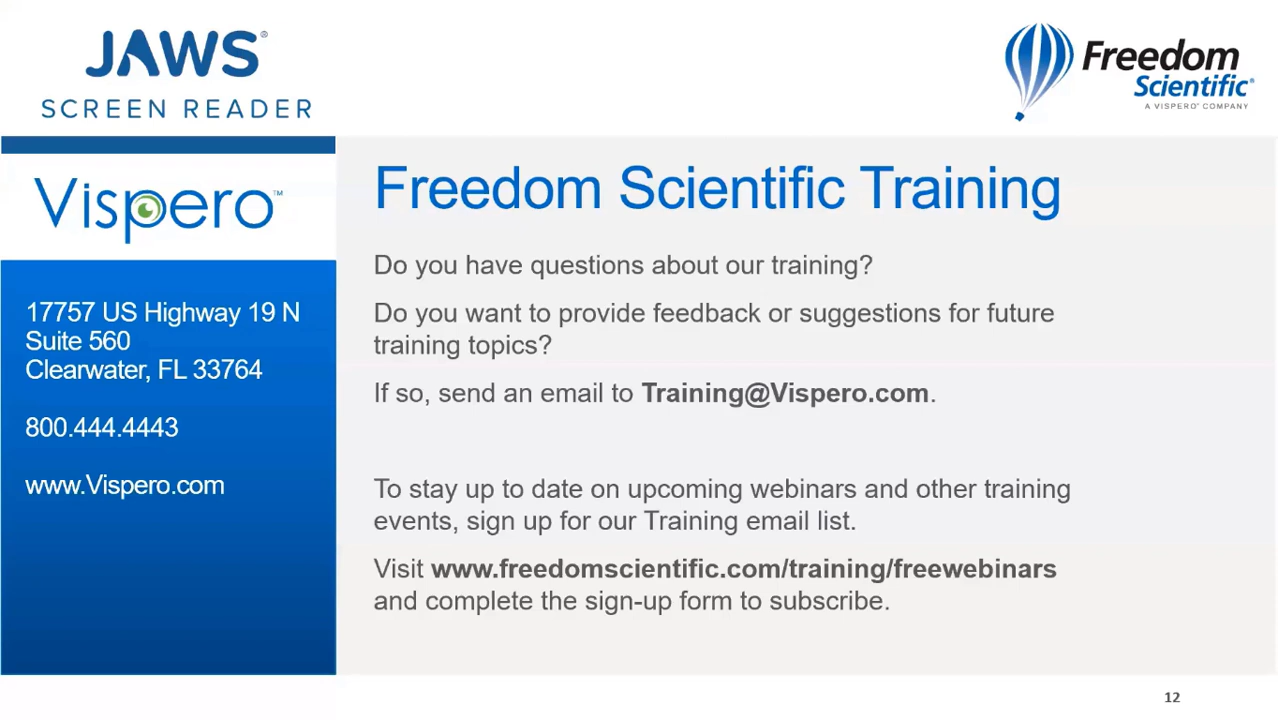 JAWS®
SCREEN READER
Freedom
Scientific®
A VISPERO™ COMPANY
Vispero™
17757 US Highway 19 N
Suite 560
Clearwater, FL 33764
800.444.4443
www.Vispero.com
Freedom Scientific Training
Do you have questions about our training?
Do you want to provide feedback or suggestions for future
training topics?
If so, send an email to Training@Vispero.com.
To stay up to date on upcoming webinars and other training
events, sign up for our Training email list.
Visit www.freedomscientific.com/training/freewebinars
and complete the sign-up form to subscribe.
12